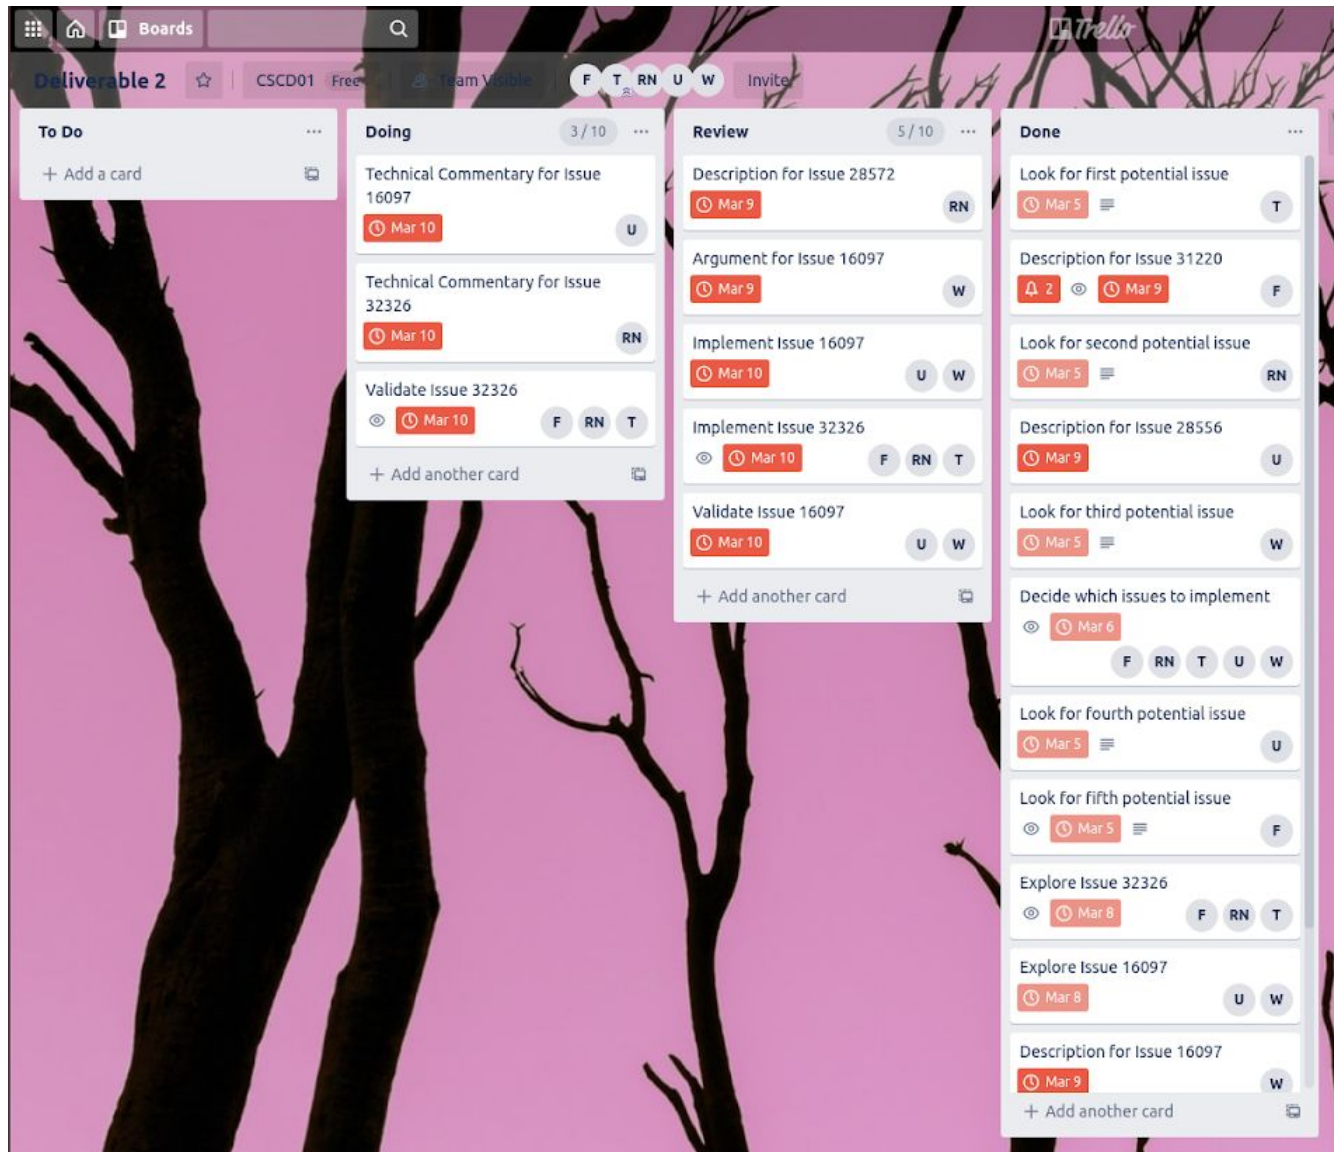 Boards
Trello
Deliverable 2
CSCD01 Free
Team Visible
F T RN U W
Invite
To Do
+ Add a card
Doing
3 / 10
Technical Commentary for Issue
16097
Mar 10
U
Technical Commentary for Issue
32326
Mar 10
RN
Validate Issue 32326
Mar 10
F RN T
+ Add another card
Review
5 / 10
Description for Issue 28572
Mar 9
RN
Argument for Issue 16097
Mar 9
W
Implement Issue 16097
Mar 10
U W
Implement Issue 32326
Mar 10
F RN T
Validate Issue 16097
Mar 10
U W
+ Add another card
Done
Look for first potential issue
Mar 5
T
Description for Issue 31220
2
Mar 9
F
Look for second potential issue
Mar 5
RN
Description for Issue 28556
Mar 9
U
Look for third potential issue
Mar 5
W
Decide which issues to implement
Mar 6
F RN T U W
Look for fourth potential issue
Mar 5
U
Look for fifth potential issue
Mar 5
F
Explore Issue 32326
Mar 8
F RN T
Explore Issue 16097
Mar 8
U W
Description for Issue 16097
Mar 9
W
+ Add another card